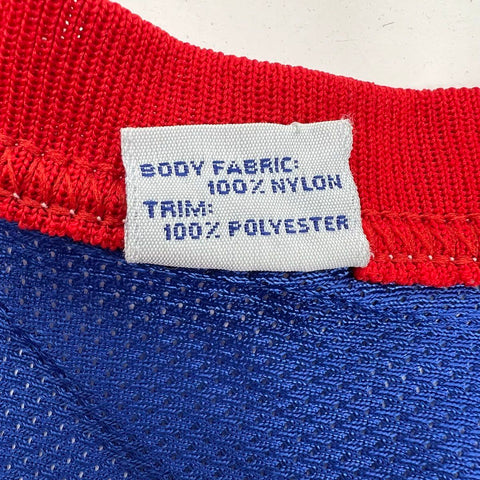 BODY FABRIC:
100% NYLON
TRIM:
100% POLYESTER